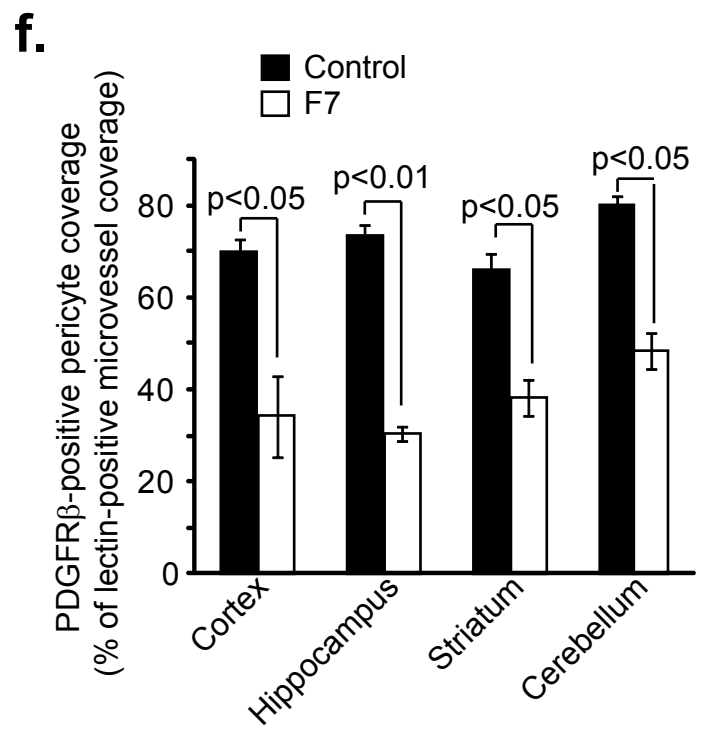 f.
Control
F7
PDGFRβ-positive pericyte coverage
(% of lectin-positive microvessel coverage)
80
60
40
20
0
p<0.05
p<0.01
p<0.05
p<0.05
Cortex
Hippocampus
Striatum
Cerebellum